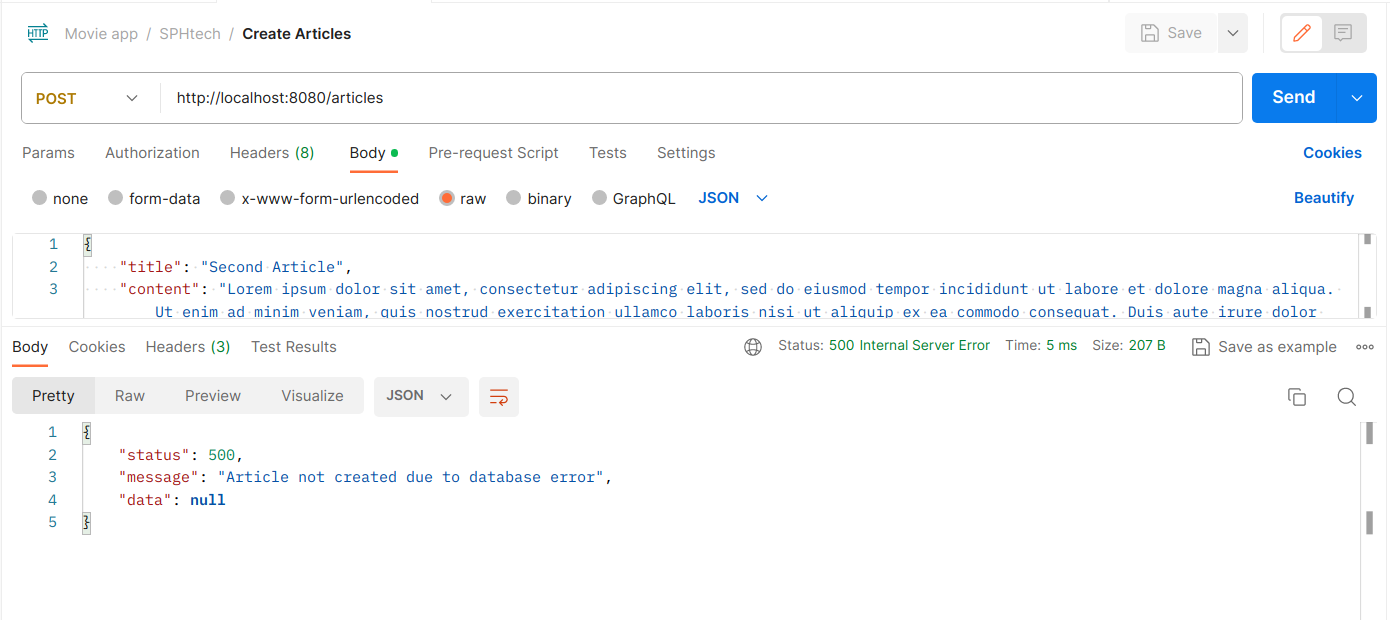 HTTP Movie app / SPHtech / Create Articles Save
POST http://localhost:8080/articles Send
Params Authorization Headers (8) Body Pre-request Script Tests Settings Cookies
none form-data x-www-form-urlencoded raw binary GraphQL JSON Beautify
1 {
2 "title": "Second Article",
3 "content": "Lorem ipsum dolor sit amet, consectetur adipiscing elit, sed do eiusmod tempor incididunt ut labore et dolore magna aliqua.
Ut enim ad minim veniam, quis nostrud exercitation ullamco laboris nisi ut aliquip ex ea commodo consequat. Duis aute irure dolor
Body Cookies Headers (3) Test Results Status: 500 Internal Server Error Time: 5 ms Size: 207 B Save as example
Pretty Raw Preview Visualize JSON
1 {
2 "status": 500,
3 "message": "Article not created due to database error",
4 "data": null
5 }